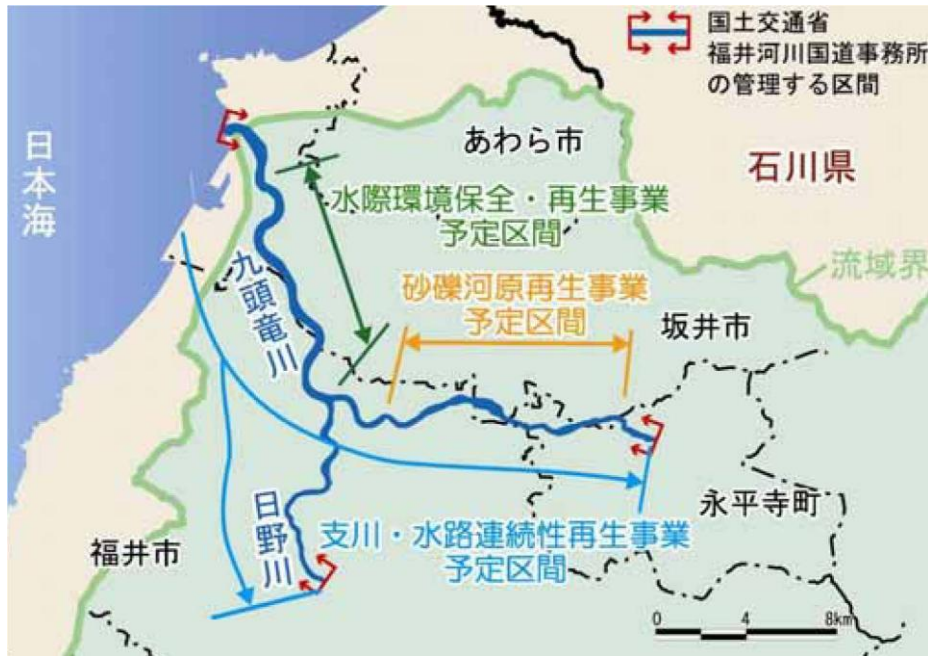 国土交通省
福井河川国道事務所
の管理する区間
あわら市
石川県
日本海
水際環境保全・再生事業
予定区間
流域界
九頭竜川
砂礫河原再生事業
予定区間
坂井市
永平寺町
日野川
支川・水路連続性再生事業
予定区間
福井市
0 4 8km